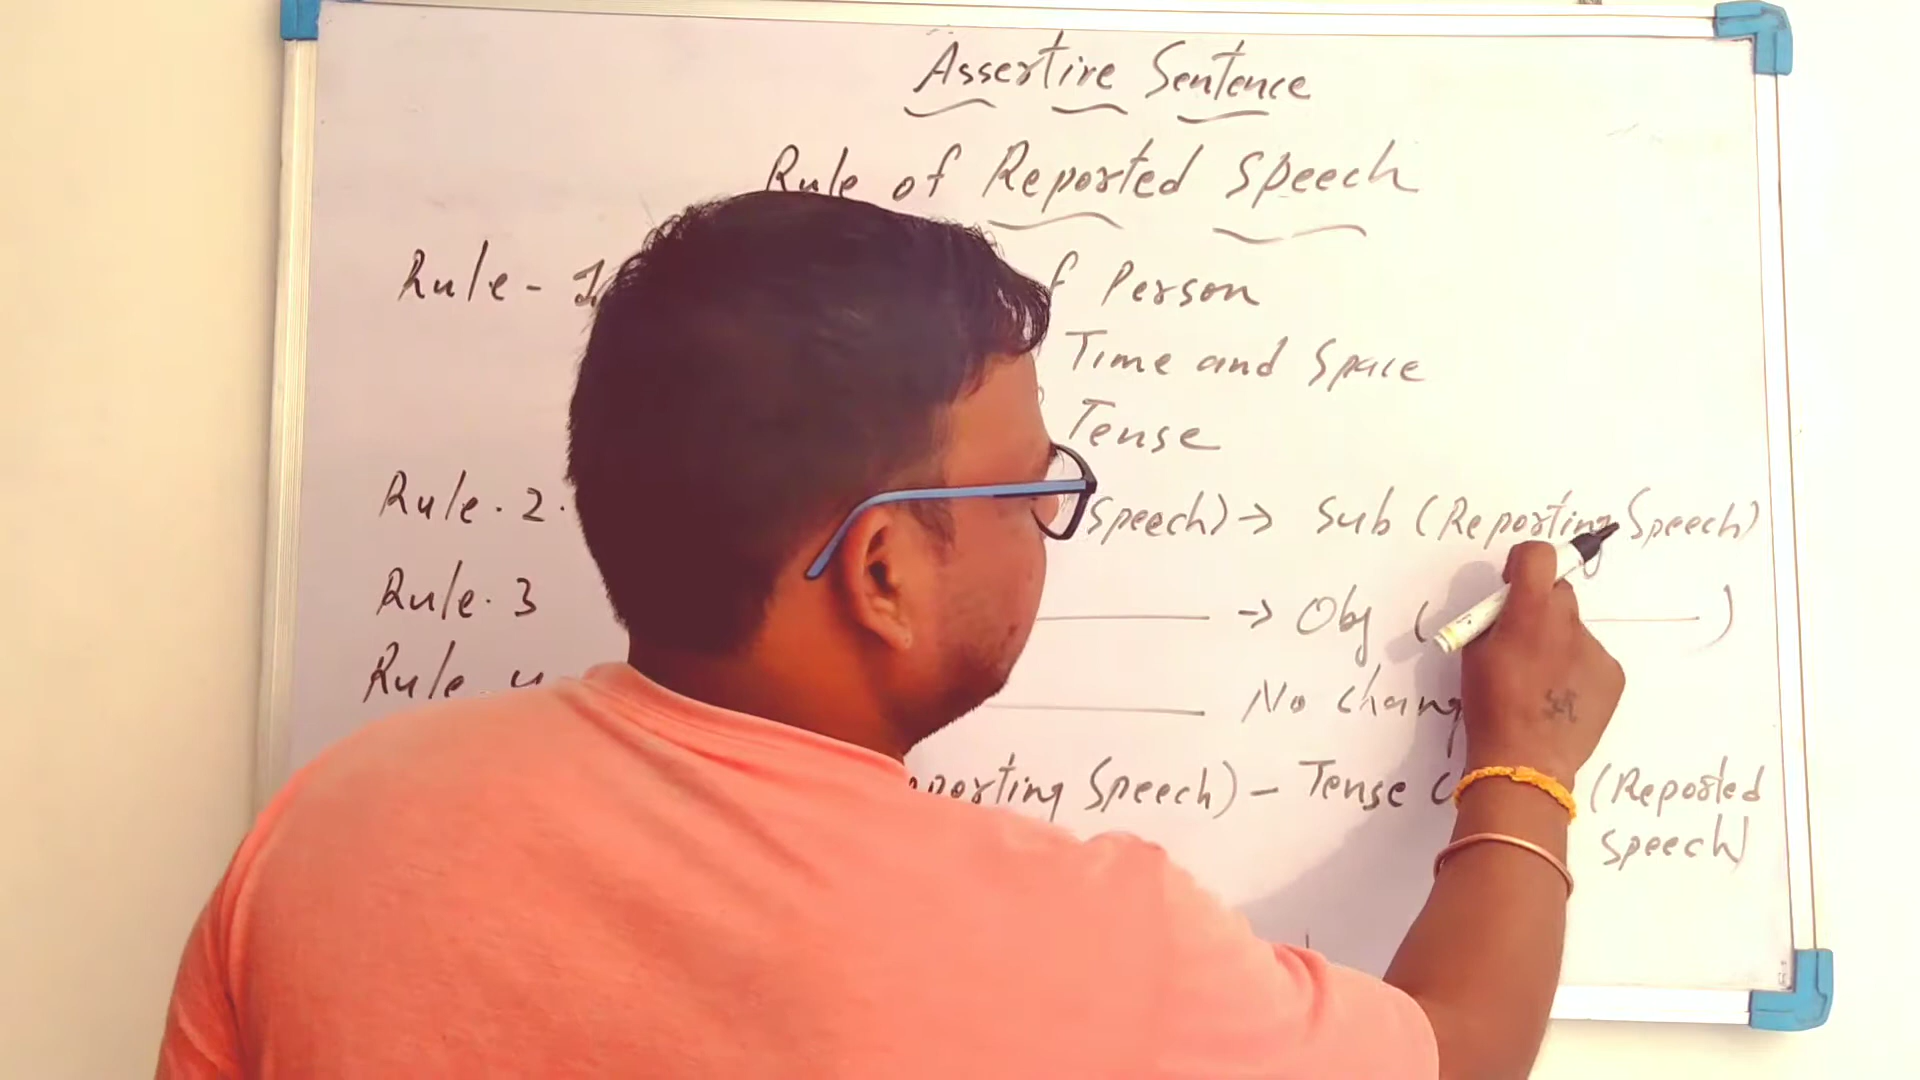 Assertive Sentence
Rule of Reported Speech
Rule - 1 f Person
Time and Space
Tense
Rule . 2 . Speech) → Sub (Reporting Speech)
Rule . 3 → Obj ( )
Rule 4 No chang
porting Speech) - Tense (Reported
Speech)